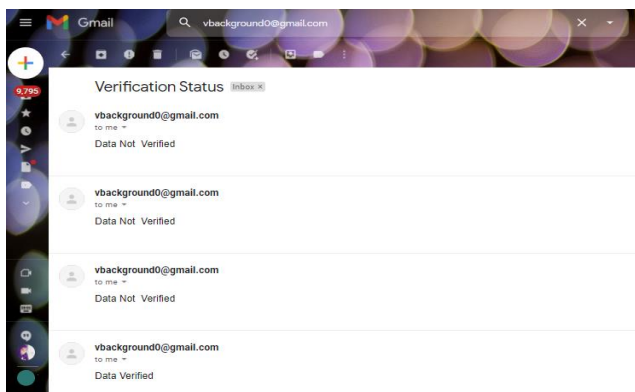 Gmail
vbackground0@gmail.com
9,795
Verification Status Inbox ×
vbackground0@gmail.com
to me
Data Not Verified
vbackground0@gmail.com
to me
Data Not Verified
vbackground0@gmail.com
to me
Data Not Verified
vbackground0@gmail.com
to me
Data Verified